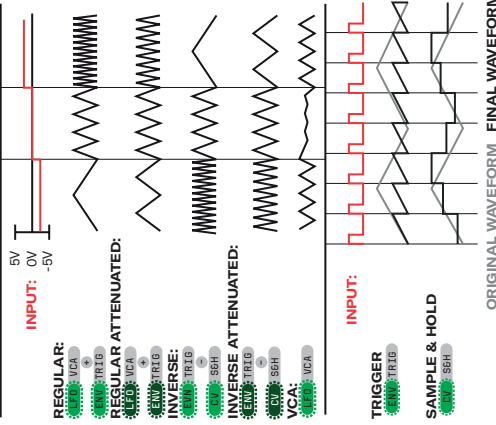 5V
0V
-5V
INPUT:
REGULAR:
LFO VCA
+
ENV TRIG
REGULAR ATTENUATED:
LFO VCA
+
ENV TRIG
INVERSE:
EVN TRIG
-
CV S&H
INVERSE ATTENUATED:
ENV TRIG
-
CV S&H
VCA:
LFO VCA
INPUT:
TRIGGER
ENV TRIG
SAMPLE & HOLD
CV S&H
ORIGINAL WAVEFORM FINAL WAVEFORM